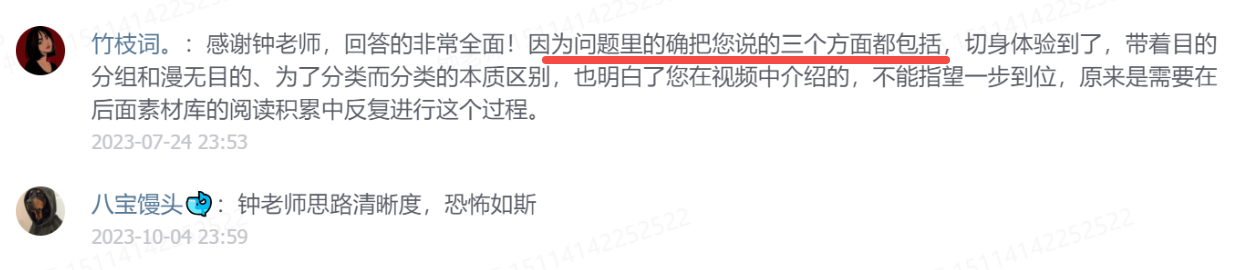 竹枝词。：感谢钟老师，回答的非常全面！因为问题里的确把您说的三个方面都包括，切身体验到了，带着目的
分组和漫无目的、为了分类而分类的本质区别，也明白了您在视频中介绍的，不能指望一步到位，原来是需要在
后面素材库的阅读积累中反复进行这个过程。
2023-07-24 23:53
八宝馒头：钟老师思路清晰度，恐怖如斯
2023-10-04 23:59
15114142252522
15114142252522